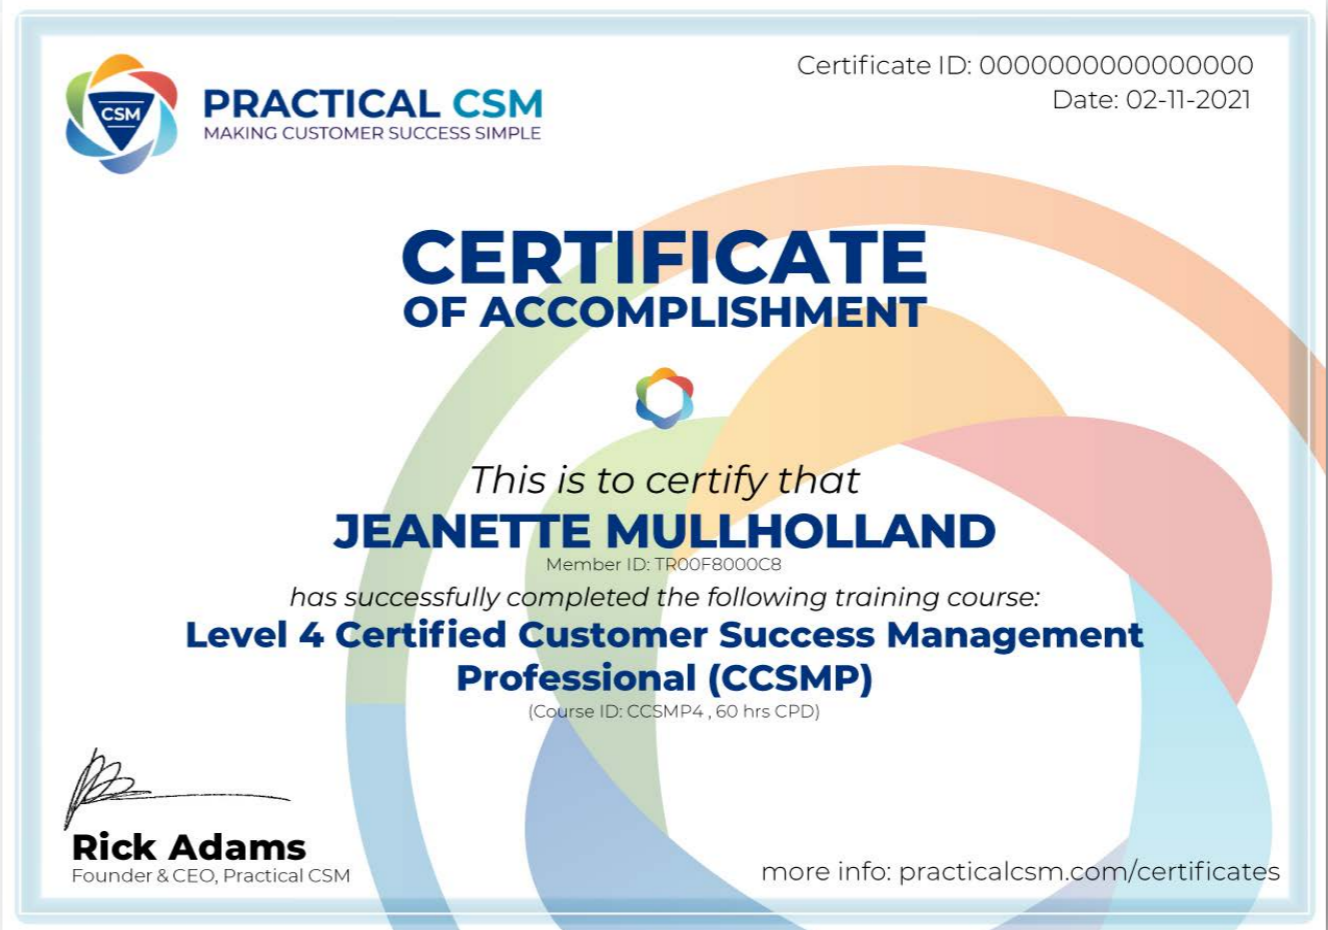 CSM
PRACTICAL CSM
MAKING CUSTOMER SUCCESS SIMPLE
Certificate ID: 0000000000000000
Date: 02-11-2021
CERTIFICATE
OF ACCOMPLISHMENT
This is to certify that
JEANETTE MULLHOLLAND
Member ID: TR00F8000C8
has successfully completed the following training course:
Level 4 Certified Customer Success Management
Professional (CCSMP)
(Course ID: CCSMP4 , 60 hrs CPD)
Rick Adams
Founder & CEO, Practical CSM
more info: practicalcsm.com/certificates